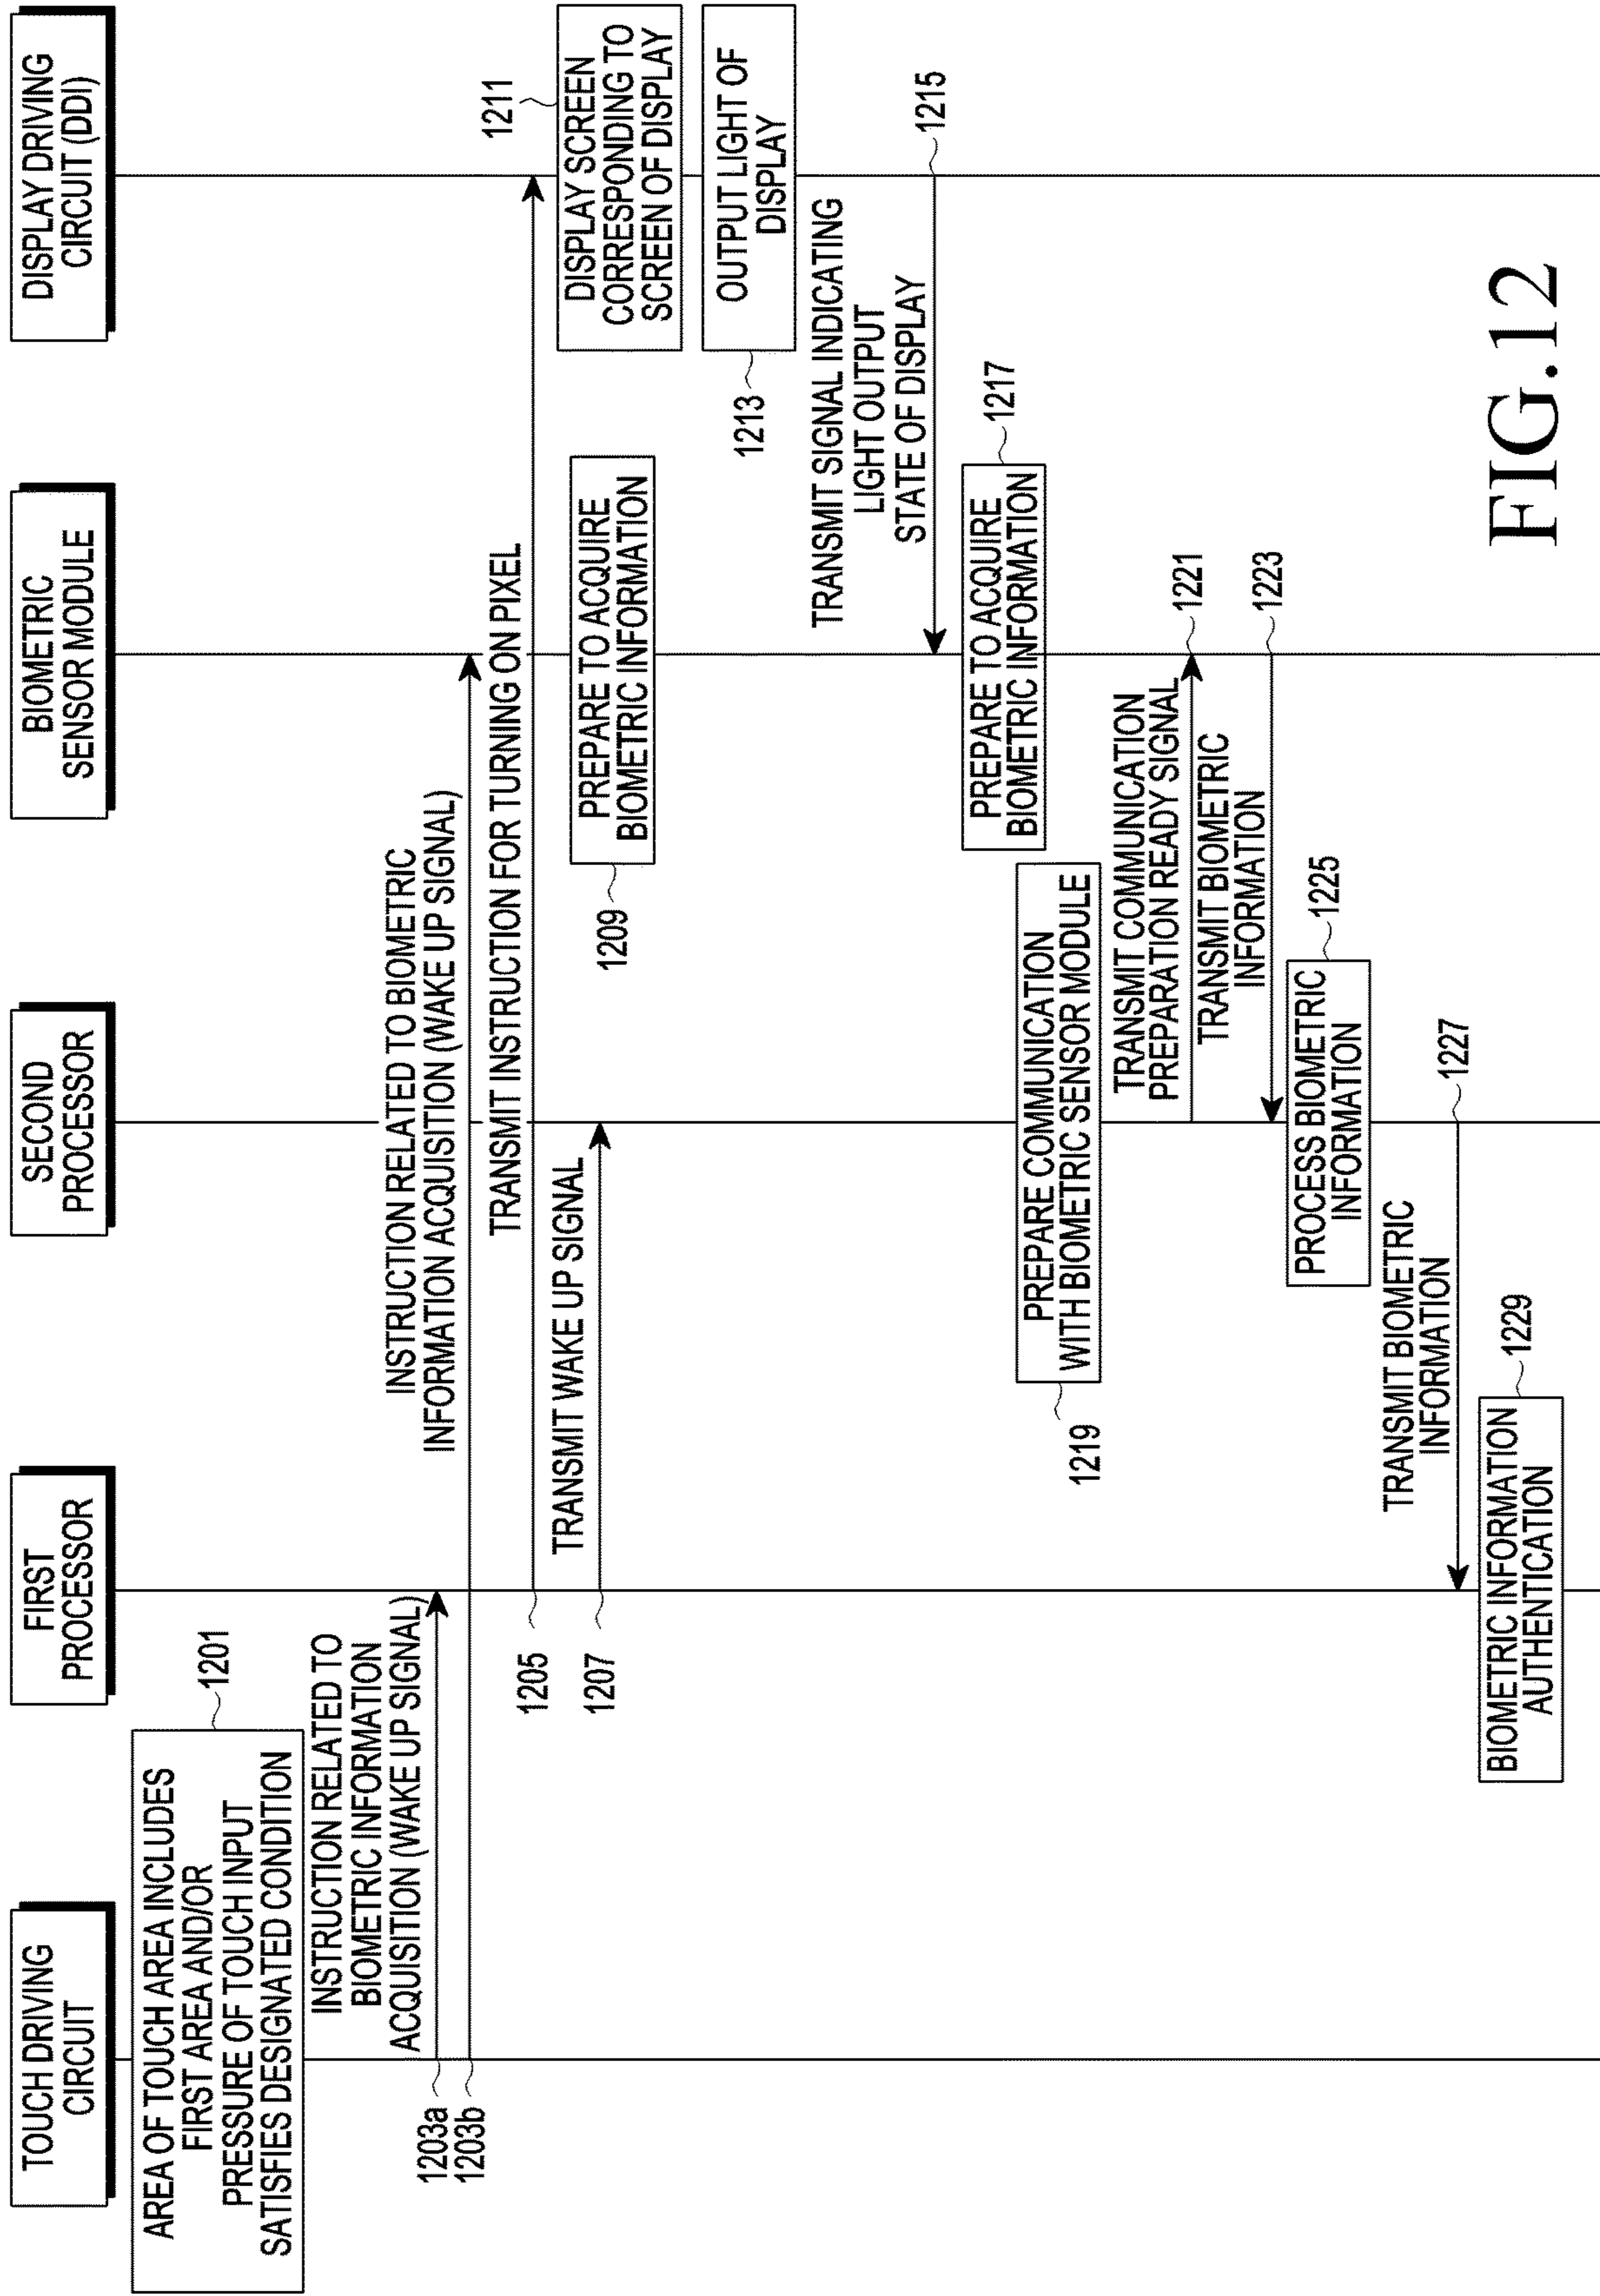 TOUCH DRIVING
CIRCUIT
FIRST
PROCESSOR
SECOND
PROCESSOR
BIOMETRIC
SENSOR MODULE
DISPLAY DRIVING
CIRCUIT (DDI)
AREA OF TOUCH AREA INCLUDES
FIRST AREA AND/OR
PRESSURE OF TOUCH INPUT
SATISFIES DESIGNATED CONDITION
1201
INSTRUCTION RELATED TO
BIOMETRIC INFORMATION
ACQUISITION (WAKE UP SIGNAL)
1203a
INSTRUCTION RELATED TO BIOMETRIC
INFORMATION ACQUISITION (WAKE UP SIGNAL)
1203b
TRANSMIT INSTRUCTION FOR TURNING ON PIXEL
1205
TRANSMIT WAKE UP SIGNAL
1207
PREPARE TO ACQUIRE
BIOMETRIC INFORMATION
1209
1211
DISPLAY SCREEN
CORRESPONDING TO
SCREEN OF DISPLAY
OUTPUT LIGHT OF
DISPLAY
1213
TRANSMIT SIGNAL INDICATING
LIGHT OUTPUT
STATE OF DISPLAY
1215
PREPARE TO ACQUIRE
BIOMETRIC INFORMATION
1217
PREPARE COMMUNICATION
WITH BIOMETRIC SENSOR MODULE
1219
TRANSMIT COMMUNICATION
PREPARATION READY SIGNAL
1221
TRANSMIT BIOMETRIC
INFORMATION
1223
PROCESS BIOMETRIC
INFORMATION
1225
TRANSMIT BIOMETRIC
INFORMATION
1227
BIOMETRIC INFORMATION
AUTHENTICATION
1229
FIG.12